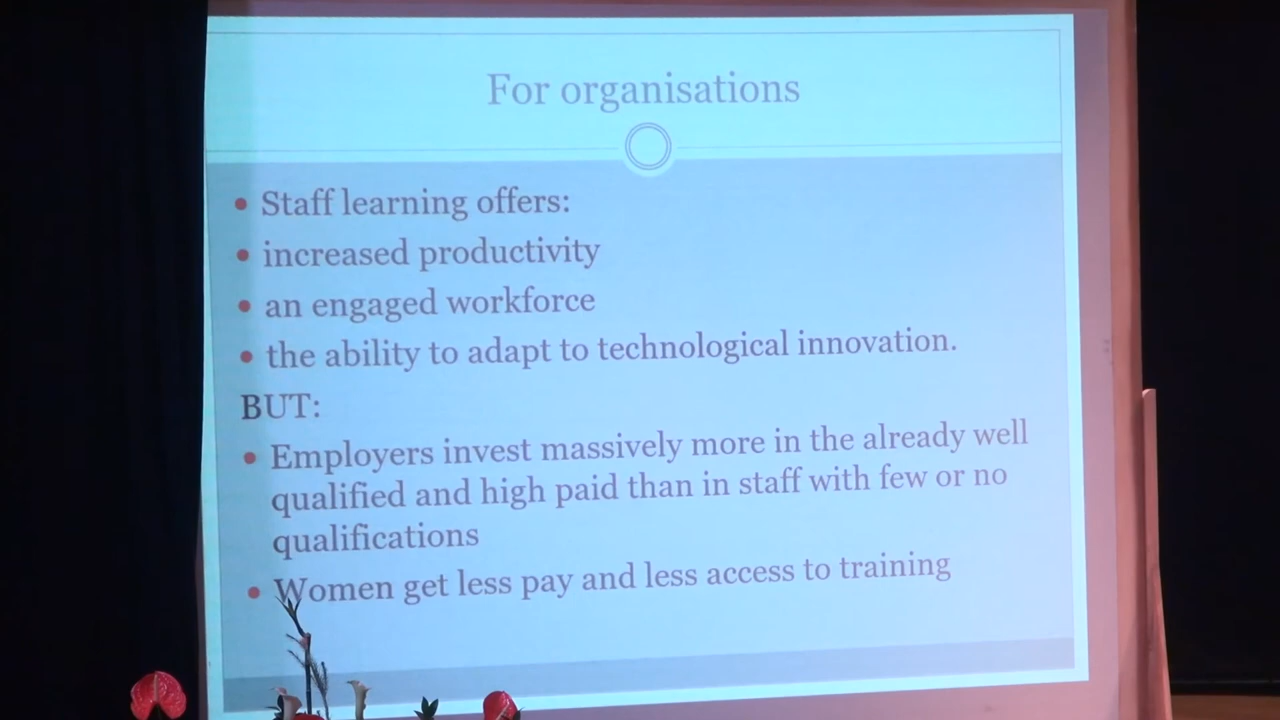 For organisations
• Staff learning offers:
• increased productivity
• an engaged workforce
• the ability to adapt to technological innovation.
BUT:
• Employers invest massively more in the already well
qualified and high paid than in staff with few or no
qualifications
• Women get less pay and less access to training